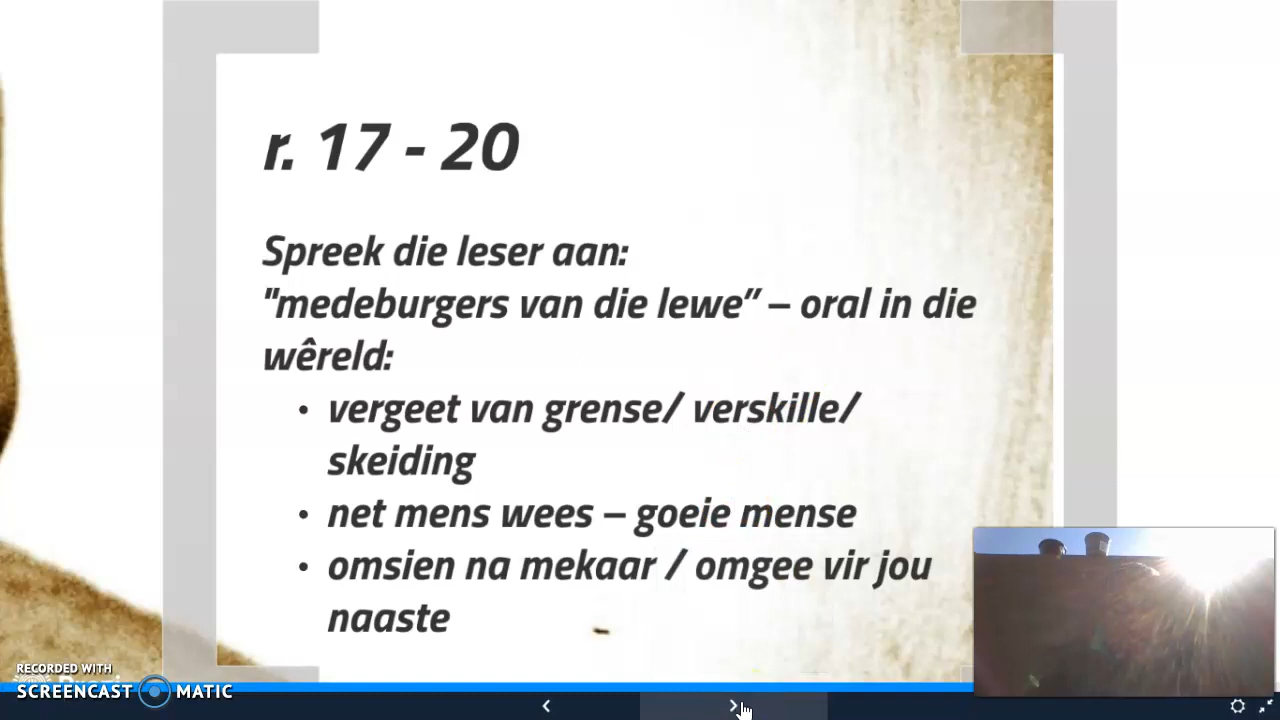 r. 17 - 20
Spreek die leser aan:
"medeburgers van die lewe” – oral in die
wêreld:
• vergeet van grense/ verskille/
skeiding
• net mens wees – goeie mense
• omsien na mekaar / omgee vir jou
naaste
RECORDED WITH
SCREENCAST MATIC